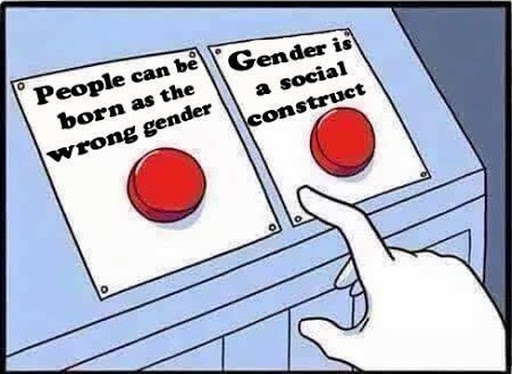 People can be
born as the
wrong gender
Gender is
a social
construct